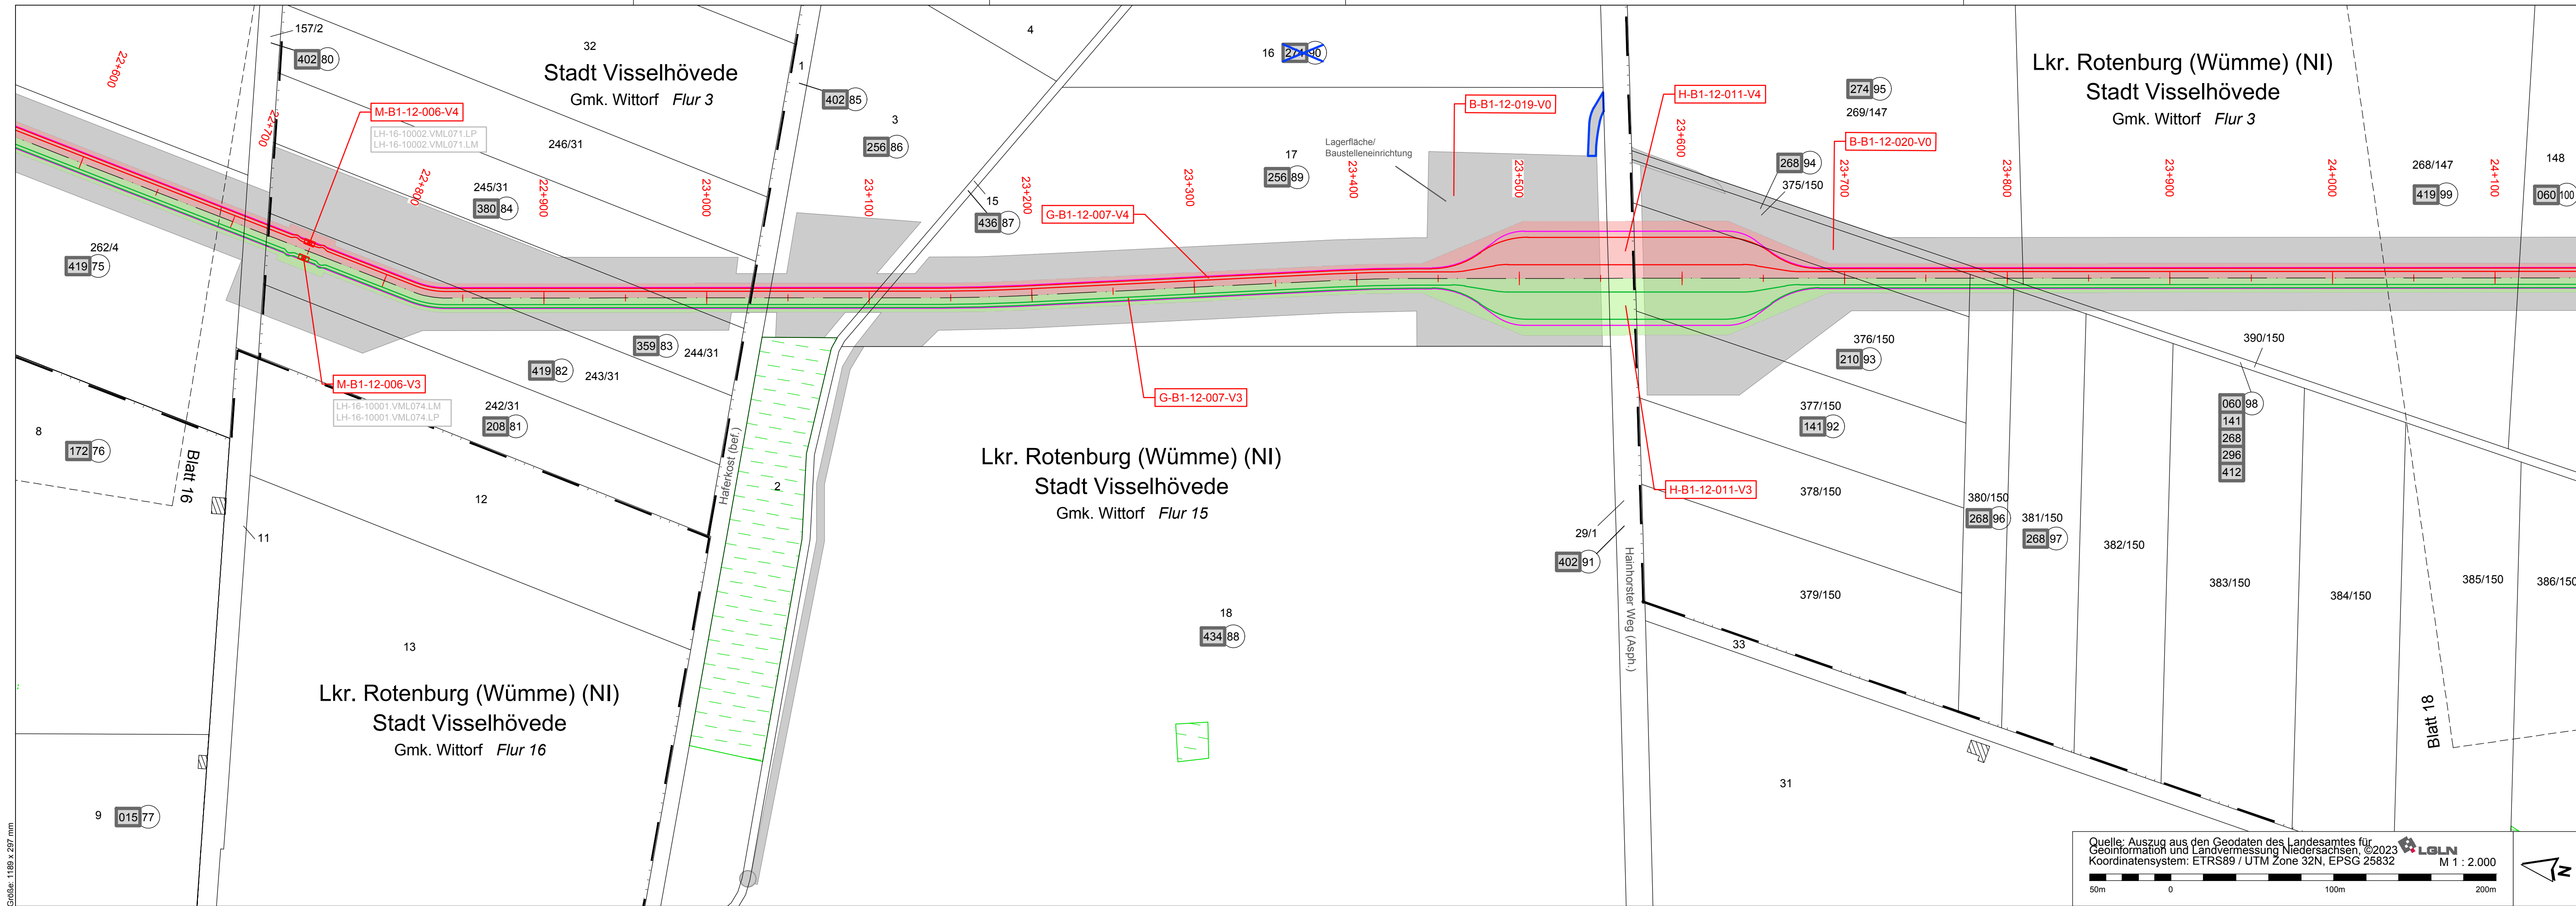 22+600
157/2
402 80
32
Stadt Visselhövede
Gmk. Wittorf Flur 3
1
402 85
3
256 86
4
16 274 90
Lkr. Rotenburg (Wümme) (NI)
Stadt Visselhövede
Gmk. Wittorf Flur 3
M-B1-12-006-V4
LH-16-10002.VML071.LP
LH-16-10002.VML071.LM
22+700
246/31
B-B1-12-019-V0
H-B1-12-011-V4
274 95
269/147
B-B1-12-020-V0
Lagerfläche/
Baustelleneinrichtung
17
256 89
245/31
380 84
22+800
22+900
23+000
23+100
23+200
23+300
23+400
23+500
23+600
23+700
23+800
23+900
24+000
24+100
268 94
375/150
268/147
419 99
148
060 100
15
436 87
G-B1-12-007-V4
262/4
419 75
359 83
244/31
419 82
243/31
242/31
208 81
M-B1-12-006-V3
LH-16-10001.VML074.LM
LH-16-10001.VML074.LP
G-B1-12-007-V3
376/150
210 93
377/150
141 92
390/150
060 98
141
268
296
412
8
172 76
Blatt 16
Haferkost (bef.)
2
12
11
Lkr. Rotenburg (Wümme) (NI)
Stadt Visselhövede
Gmk. Wittorf Flur 15
H-B1-12-011-V3
378/150
380/150
268 96
381/150
268 97
382/150
29/1
402 91
Hainhorster Weg (Asph.)
379/150
383/150
384/150
385/150
386/150
18
434 88
33
13
Lkr. Rotenburg (Wümme) (NI)
Stadt Visselhövede
Gmk. Wittorf Flur 16
Blatt 18
31
9
015 77
Größe: 1189 x 297 mm
Quelle: Auszug aus den Geodaten des Landesamtes für
Geoinformation und Landvermessung Niedersachsen, ©2023
LGLN
Koordinatensystem: ETRS89 / UTM Zone 32N, EPSG 25832
M 1 : 2.000
50m 0 100m 200m
N